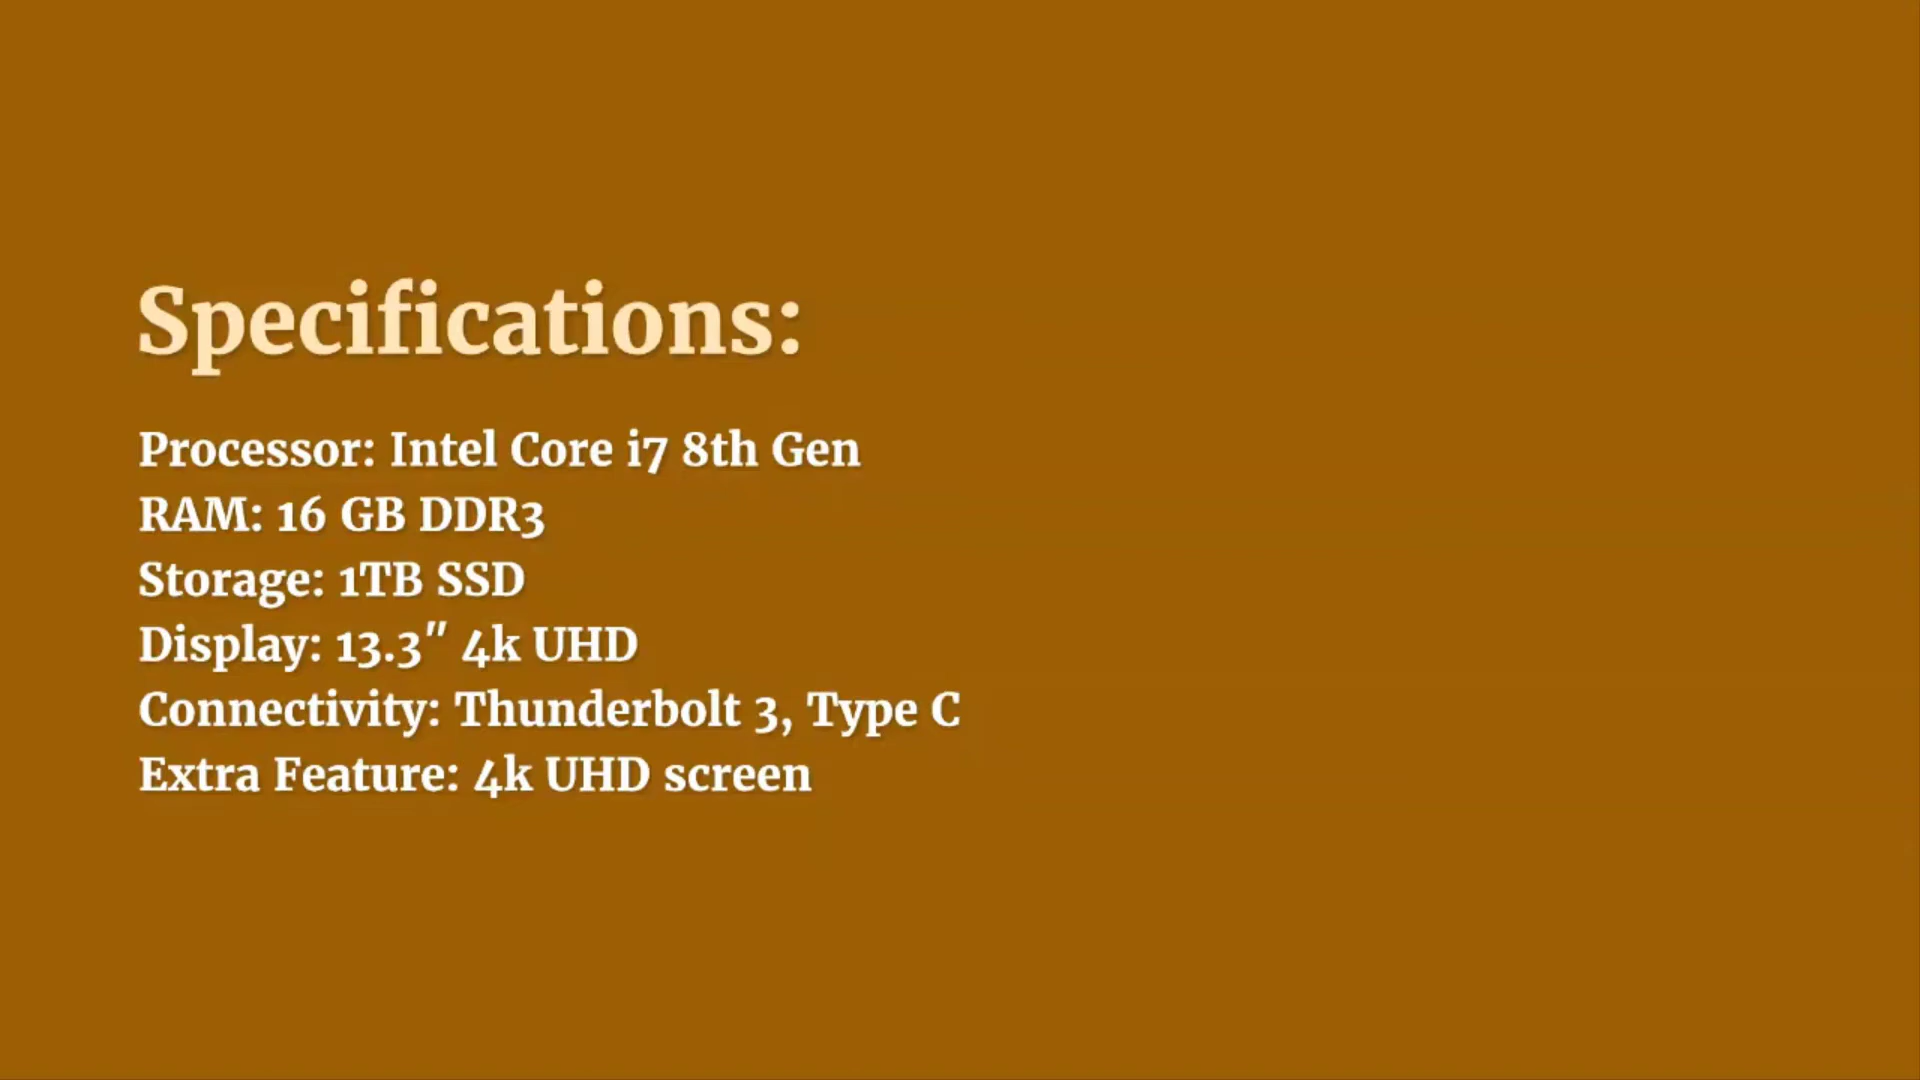 Specifications:
Processor: Intel Core i7 8th Gen
RAM: 16 GB DDR3
Storage: 1TB SSD
Display: 13.3" 4k UHD
Connectivity: Thunderbolt 3, Type C
Extra Feature: 4k UHD screen